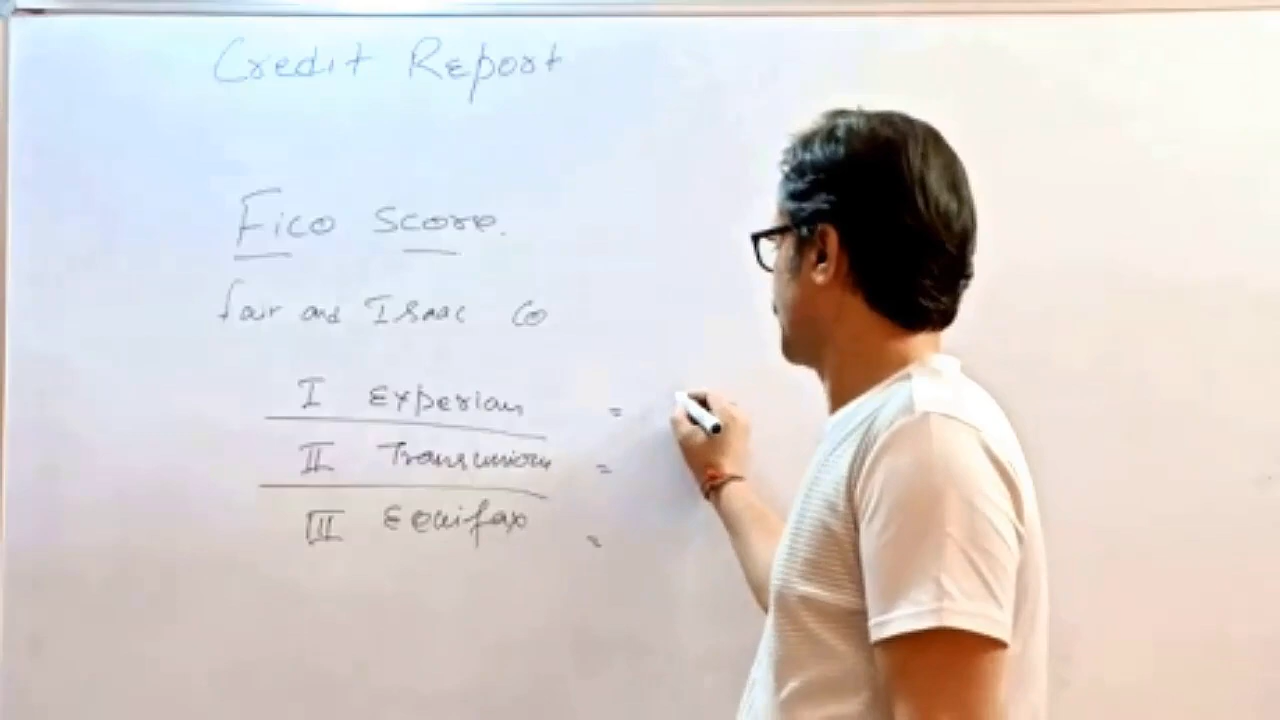 Credit Report
Fico Score.
fair and Isaac Co
I Experian =
II Transunion =
III Equifax =